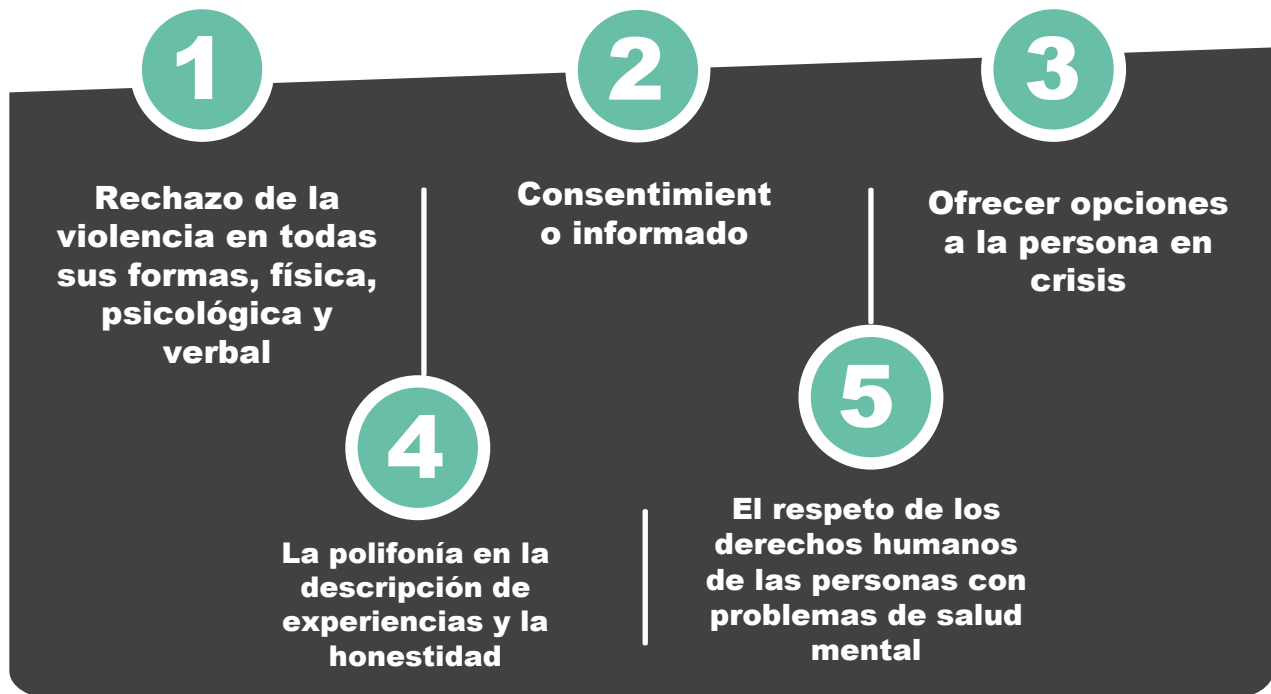 1
Rechazo de la
violencia en todas
sus formas, física,
psicológica y
verbal
2
Consentimient
o informado
3
Ofrecer opciones
a la persona en
crisis
4
La polifonía en la
descripción de
experiencias y la
honestidad
5
El respeto de los
derechos humanos
de las personas con
problemas de salud
mental